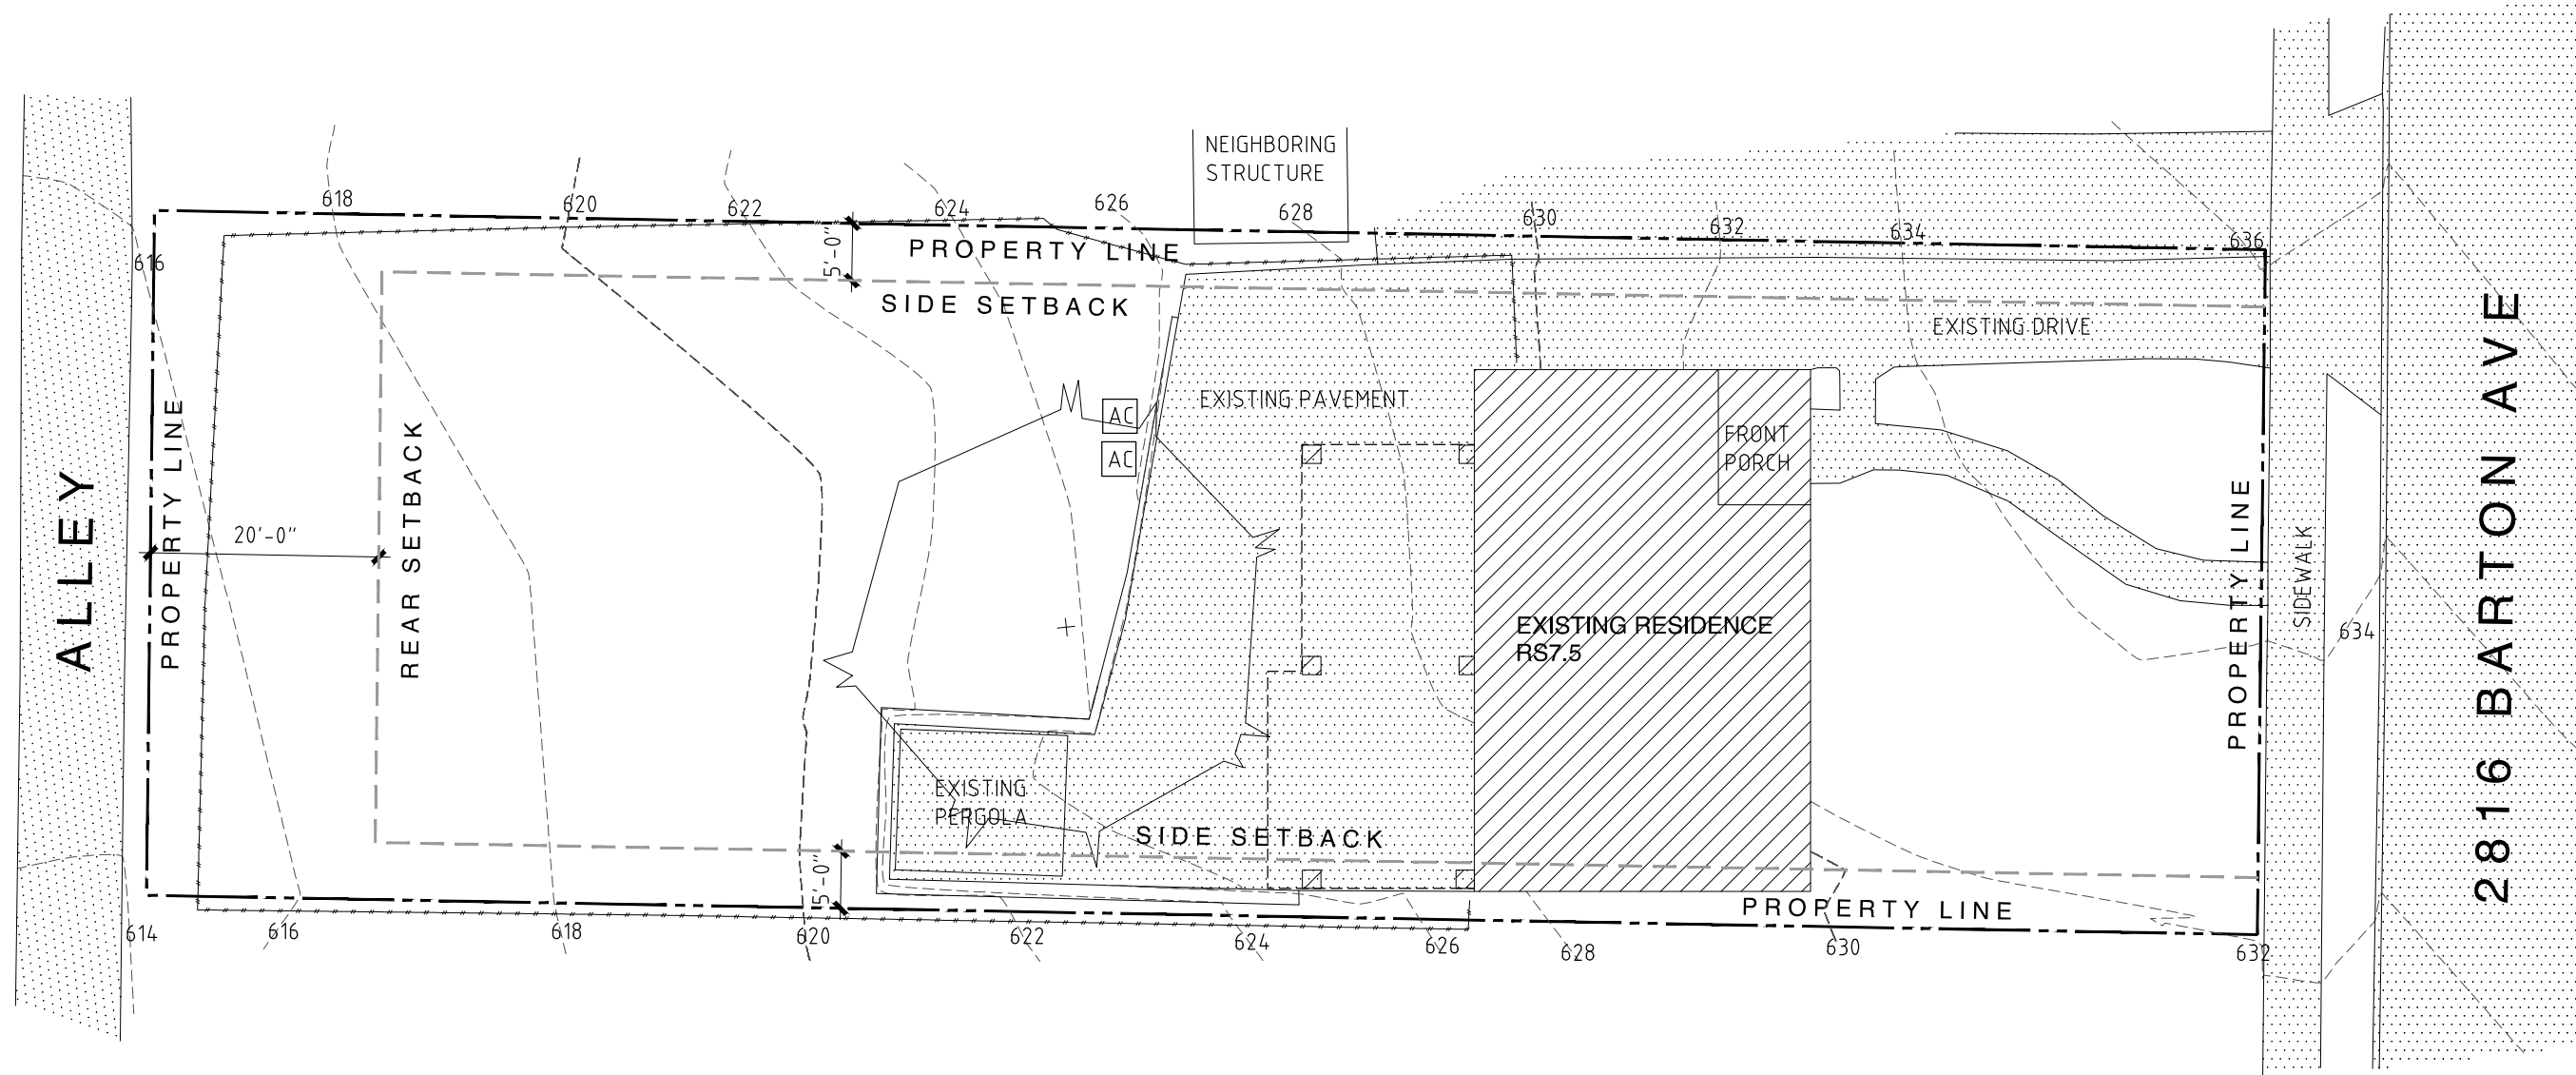 NEIGHBORING
STRUCTURE
618
620
622
624
626
628
630
632
634
636
616
5'-0"
PROPERTY LINE
SIDE SETBACK
EXISTING DRIVE
EXISTING PAVEMENT
AC
AC
FRONT
PORCH
ALLEY
PROPERTY LINE
20'-0"
REAR SETBACK
EXISTING RESIDENCE
RS7.5
PROPERTY LINE
SIDEWALK
634
2816 BARTON AVE
EXISTING
PERGOLA
SIDE SETBACK
5'-0"
PROPERTY LINE
614
616
618
620
622
624
626
628
630
632